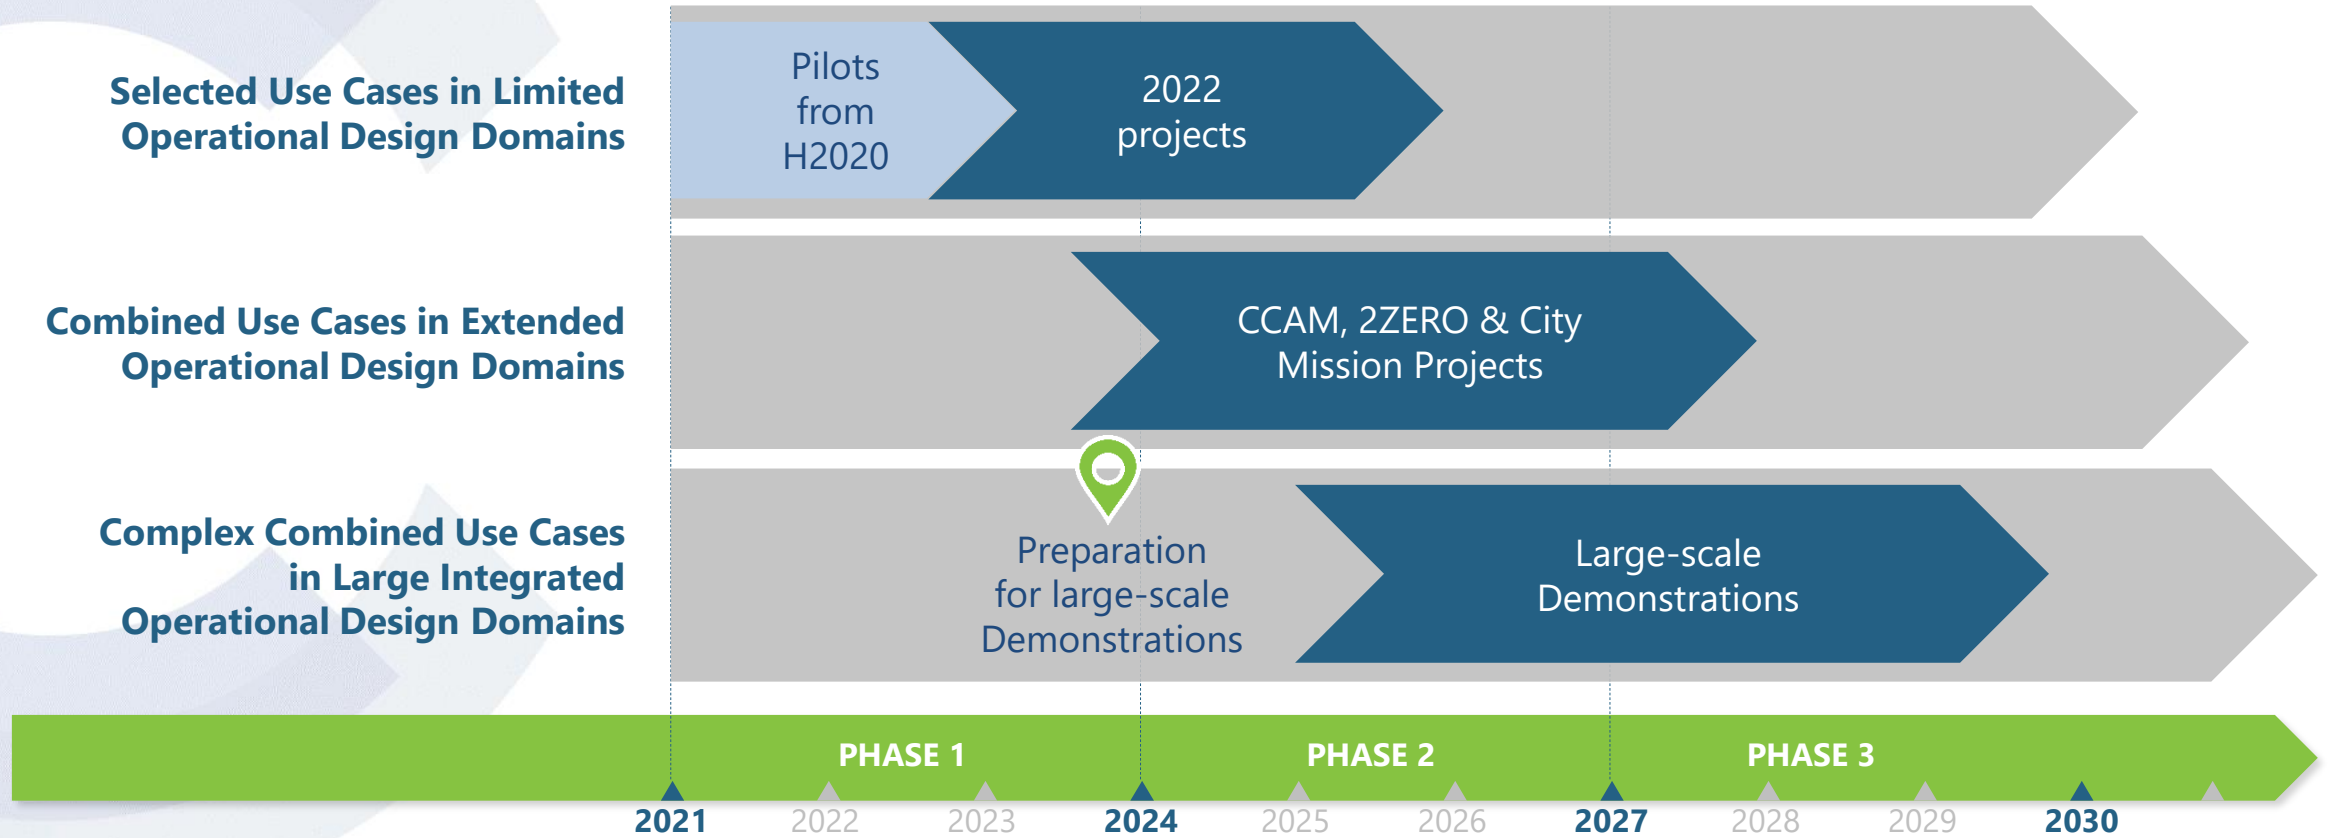 Selected Use Cases in Limited
Operational Design Domains
Pilots
from
H2020
2022
projects
Combined Use Cases in Extended
Operational Design Domains
CCAM, 2ZERO & City
Mission Projects
Complex Combined Use Cases
in Large Integrated
Operational Design Domains
Preparation
for large-scale
Demonstrations
Large-scale
Demonstrations
PHASE 1
PHASE 2
PHASE 3
2021
2022
2023
2024
2025
2026
2027
2028
2029
2030